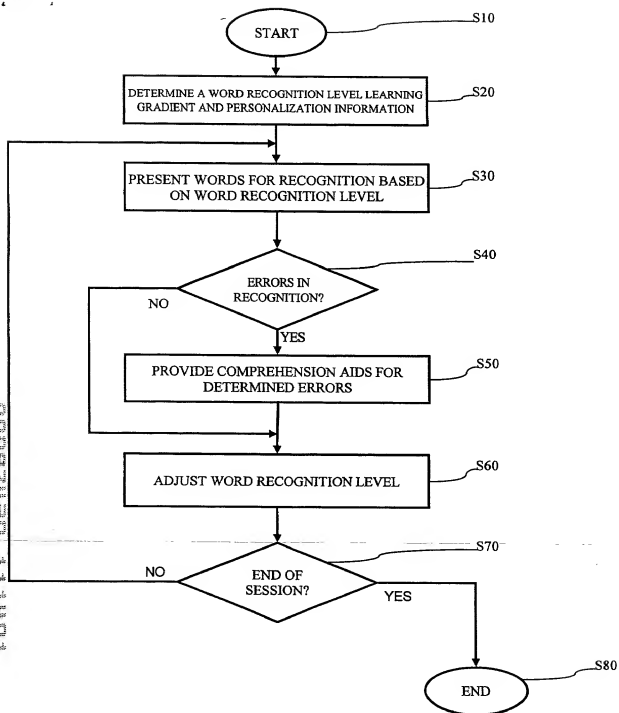 START
S10
DETERMINE A WORD RECOGNITION LEVEL LEARNING
GRADIENT AND PERSONALIZATION INFORMATION
S20
PRESENT WORDS FOR RECOGNITION BASED
ON WORD RECOGNITION LEVEL
S30
ERRORS IN
RECOGNITION?
S40
NO
YES
PROVIDE COMPREHENSION AIDS FOR
DETERMINED ERRORS
S50
ADJUST WORD RECOGNITION LEVEL
S60
END OF
SESSION?
S70
NO
YES
END
S80